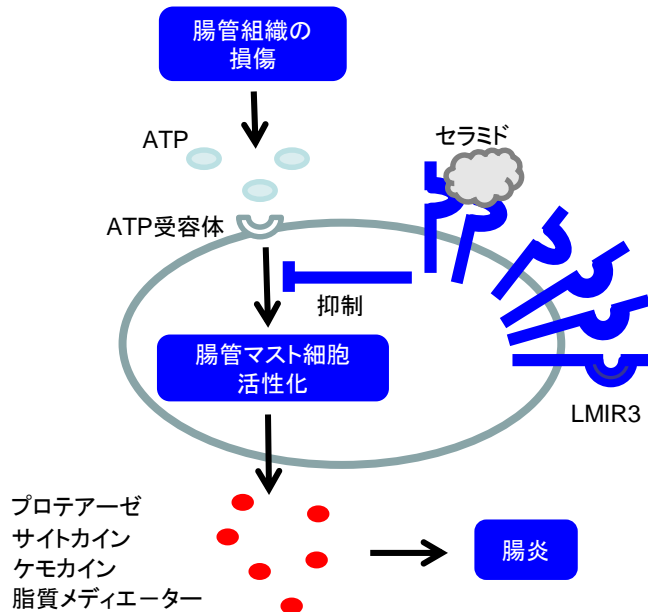 腸管組織の
損傷
ATP
セラミド
ATP受容体
抑制
腸管マスト細胞
活性化
LMIR3
プロテアーゼ
サイトカイン
ケモカイン
脂質メディエーター
腸炎